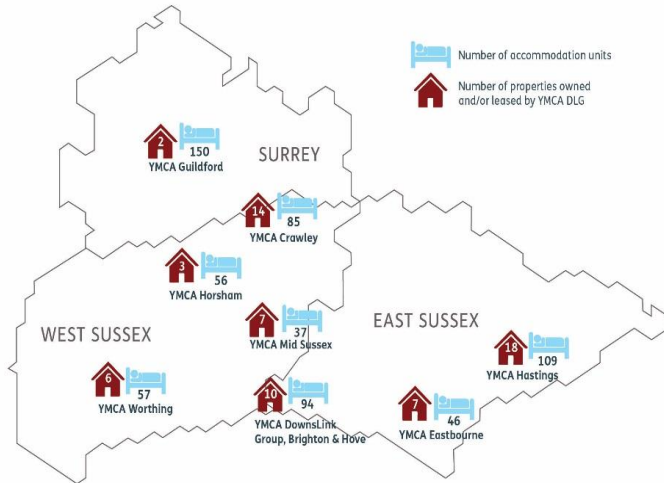 Number of accommodation units
Number of properties owned
and/or leased by YMCA DLG
2
150
YMCA Guildford
SURREY
14
85
YMCA Crawley
3
56
YMCA Horsham
7
37
YMCA Mid Sussex
WEST SUSSEX
EAST SUSSEX
18
109
YMCA Hastings
6
57
YMCA Worthing
10
94
YMCA DownsLink
Group, Brighton & Hove
7
46
YMCA Eastbourne